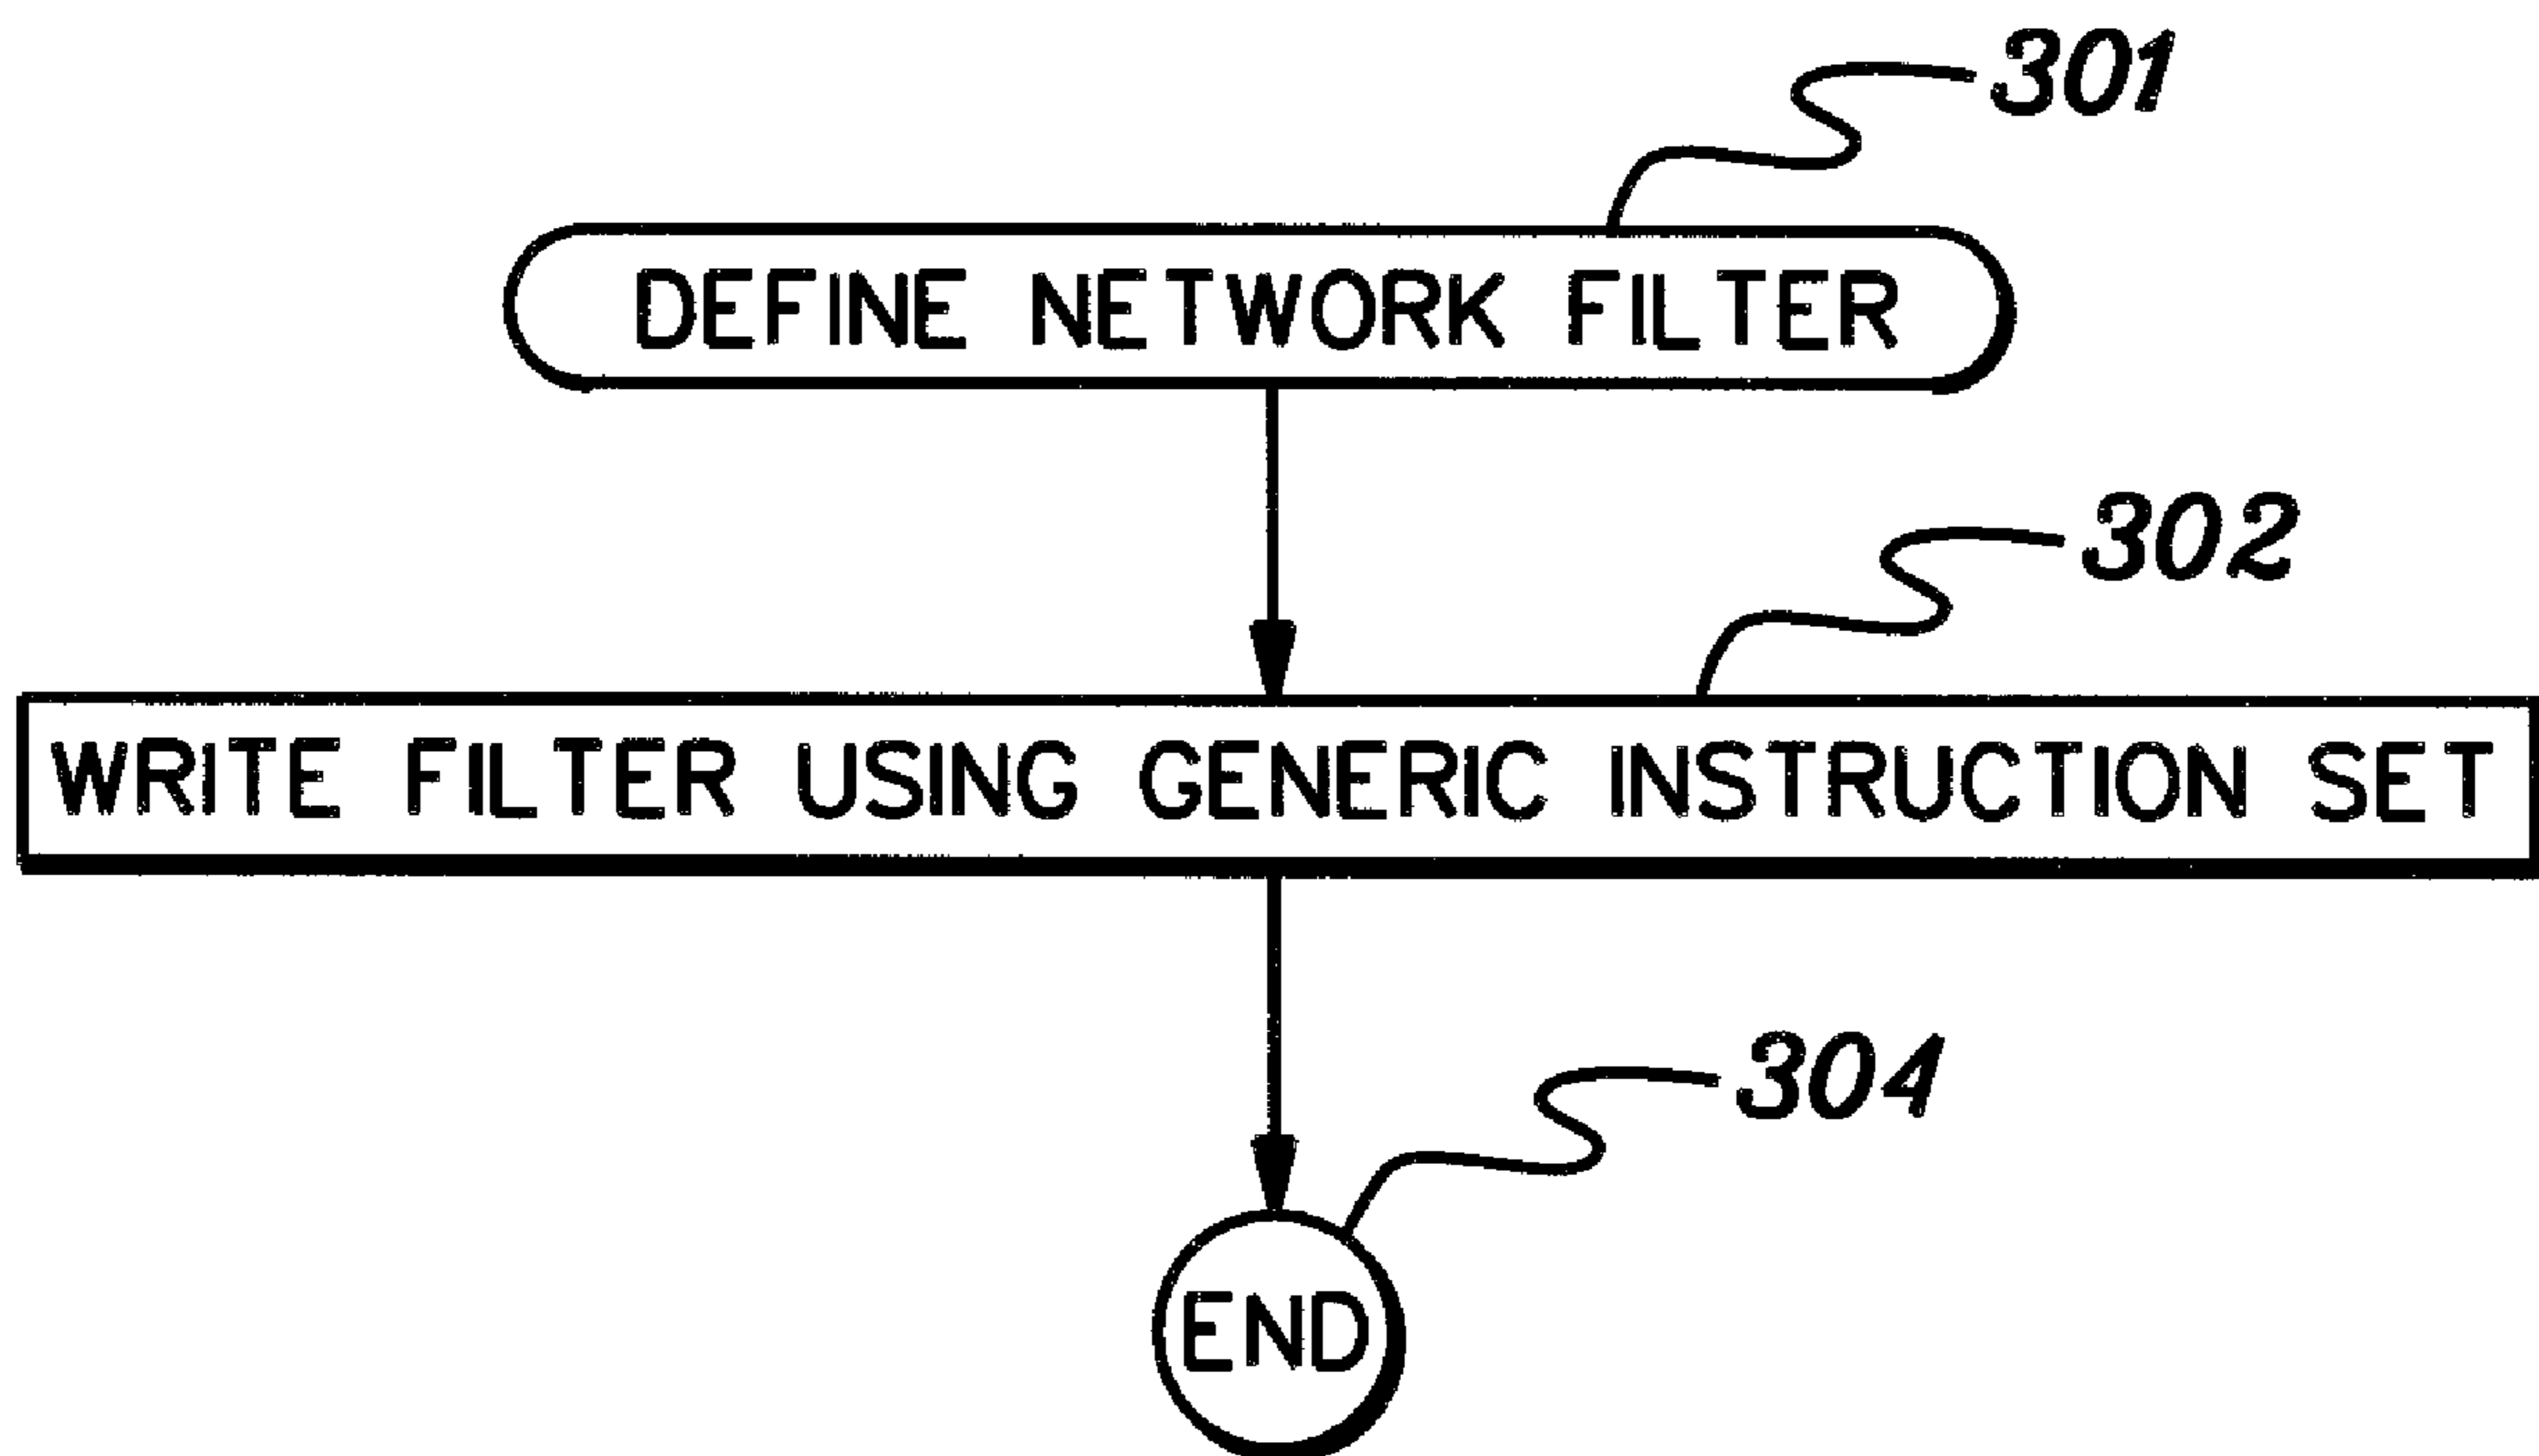 301
DEFINE NETWORK FILTER
302
WRITE FILTER USING GENERIC INSTRUCTION SET
304
END